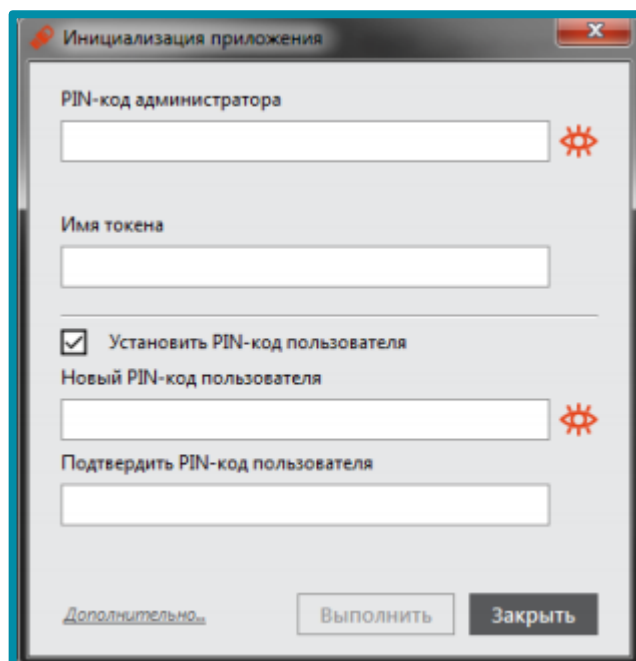 Инициализация приложения
PIN-код администратора
Имя токена
Установить PIN-код пользователя
Новый PIN-код пользователя
Подтвердить PIN-код пользователя
Дополнительно...
Выполнить
Закрыть